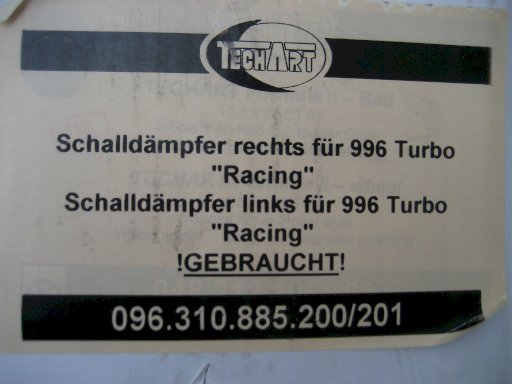 TECHART
Schalldämpfer rechts für 996 Turbo
"Racing"
Schalldämpfer links für 996 Turbo
"Racing"
!GEBRAUCHT!
096.310.885.200/201